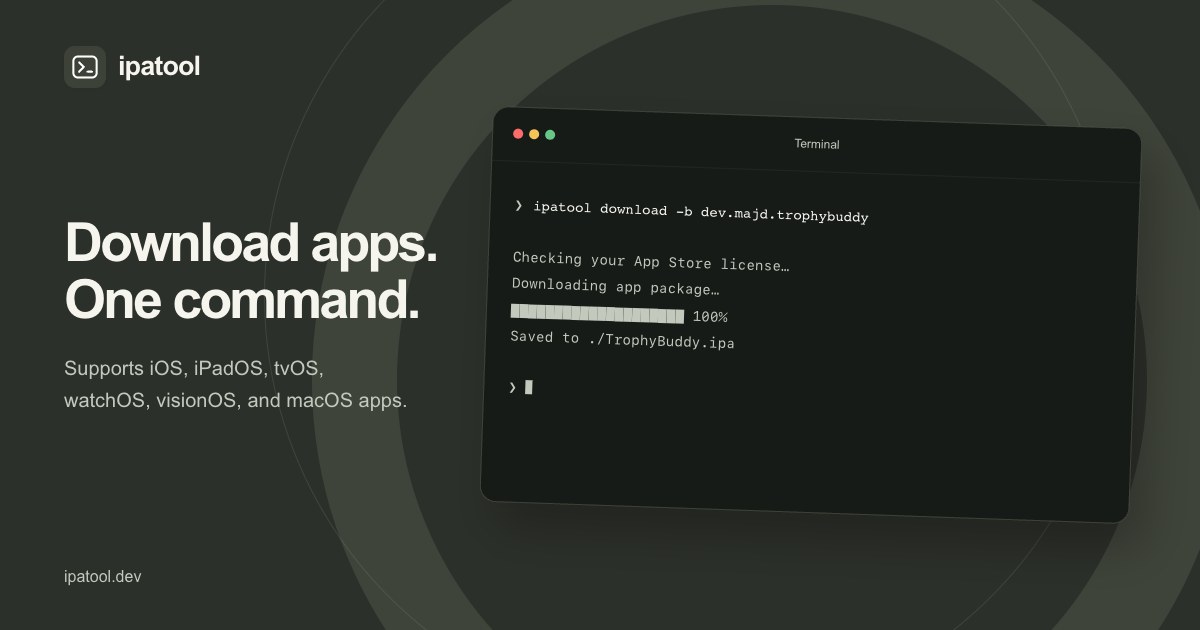 ipatool
Download apps.
One command.
Supports iOS, iPadOS, tvOS,
watchOS, visionOS, and macOS apps.
ipatool.dev
Terminal
❯ ipatool download -b dev.majd.trophybuddy
Checking your App Store license…
Downloading app package…
████████████████████ 100%
Saved to ./TrophyBuddy.ipa
❯